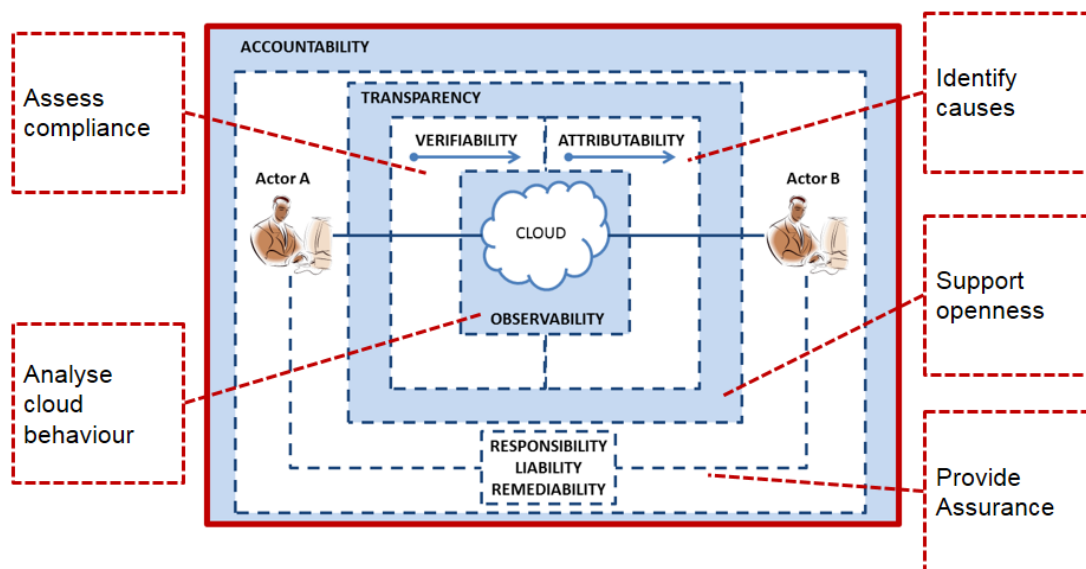 ACCOUNTABILITY
Assess
compliance
TRANSPARENCY
Identify
causes
VERIFIABILITY
ATTRIBUTABILITY
Actor A
Actor B
CLOUD
Support
openness
OBSERVABILITY
Analyse
cloud
behaviour
RESPONSIBILITY
LIABILITY
REMEDIABILITY
Provide
Assurance